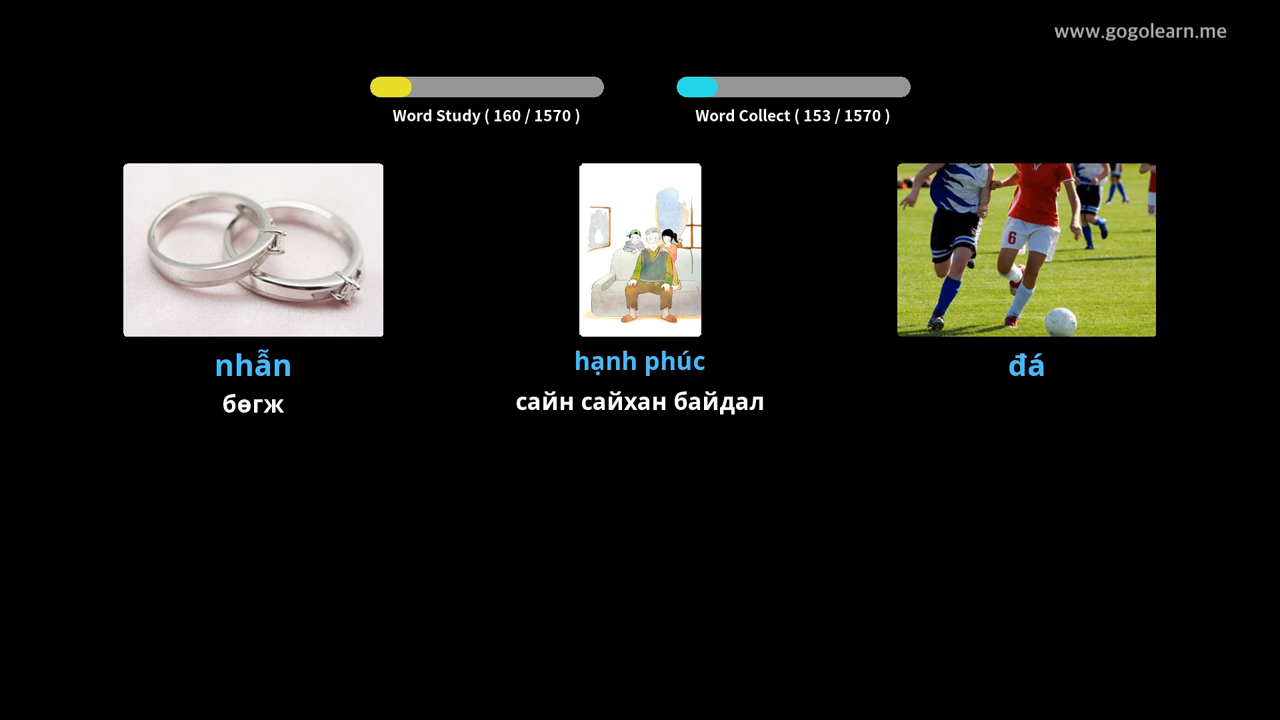 www.gogolearn.me
Word Study ( 160 / 1570 )
Word Collect ( 153 / 1570 )
nhẫn
бөгж
hạnh phúc
сайн сайхан байдал
đá
6